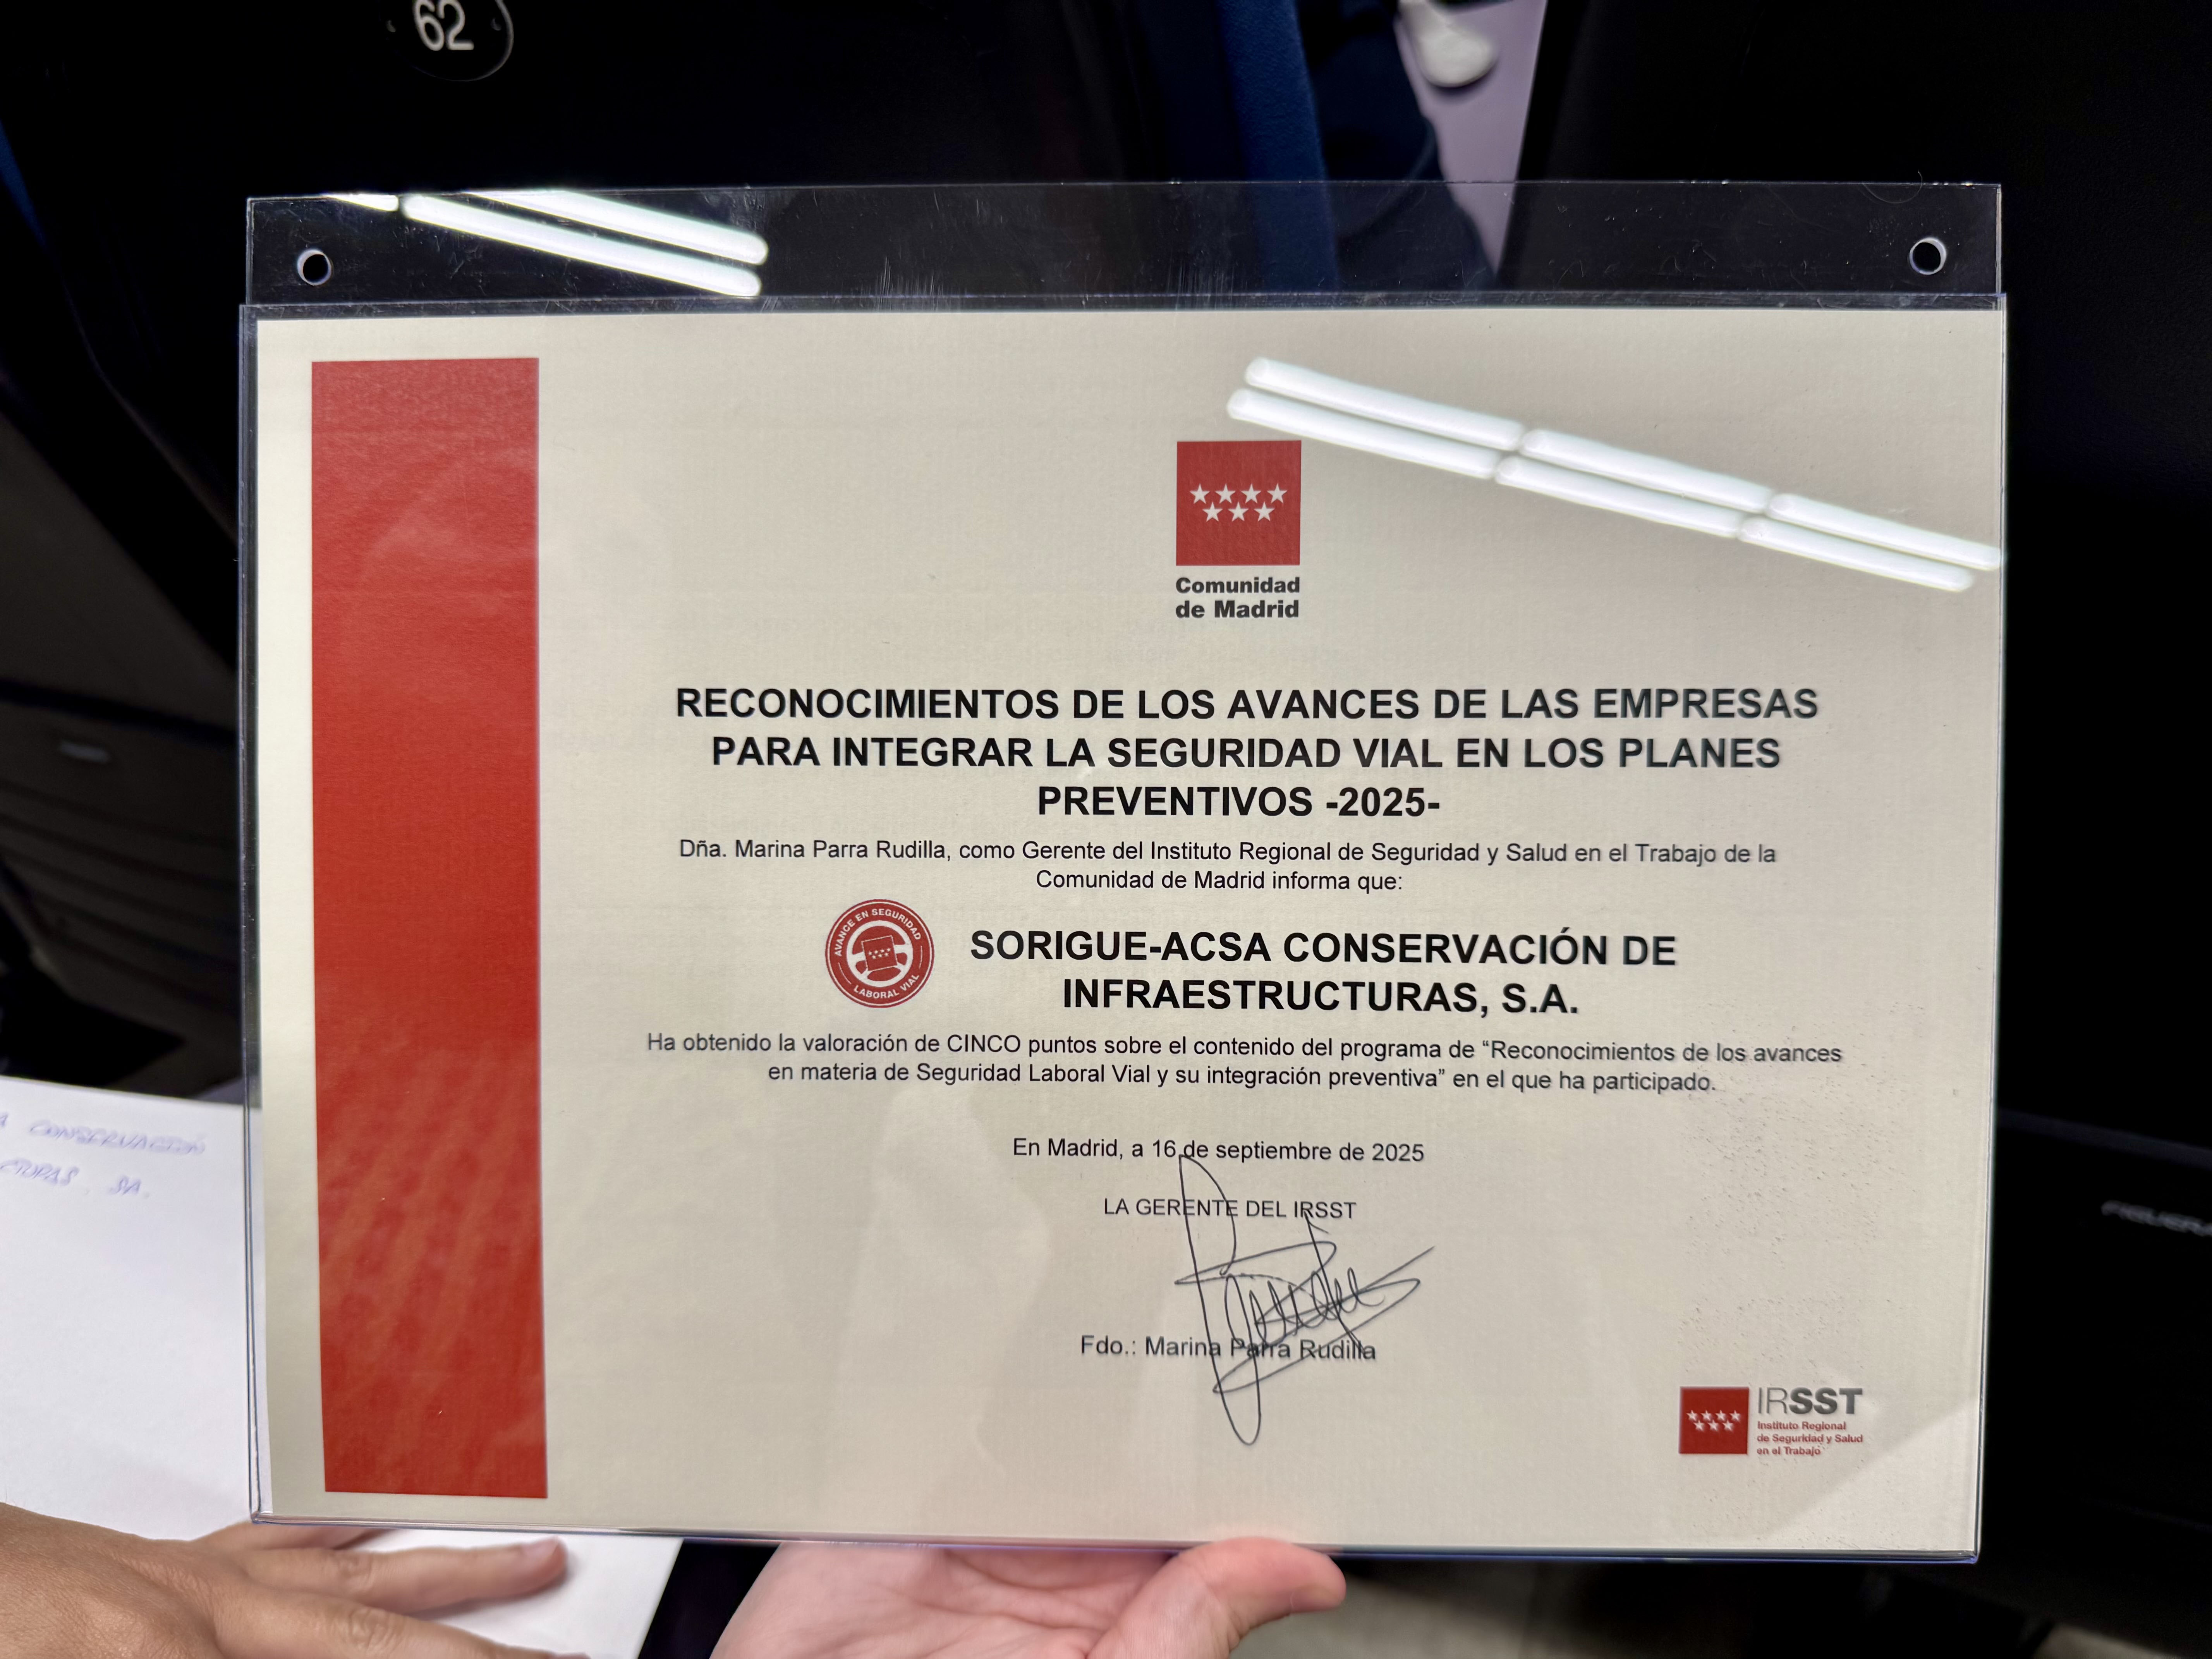 62
Comunidad
de Madrid
RECONOCIMIENTOS DE LOS AVANCES DE LAS EMPRESAS
PARA INTEGRAR LA SEGURIDAD VIAL EN LOS PLANES
PREVENTIVOS -2025-
Dña. Marina Parra Rudilla, como Gerente del Instituto Regional de Seguridad y Salud en el Trabajo de la
Comunidad de Madrid informa que:
AVANCE EN SEGURIDAD
LABORAL VIAL
SORIGUE-ACSA CONSERVACIÓN DE
INFRAESTRUCTURAS, S.A.
Ha obtenido la valoración de CINCO puntos sobre el contenido del programa de “Reconocimientos de los avances
en materia de Seguridad Laboral Vial y su integración preventiva” en el que ha participado.
CONSERVACIÓN
SA.
En Madrid, a 16 de septiembre de 2025
LA GERENTE DEL IRSST
Fdo.: Marina Parra Rudilla
IRSST
Instituto Regional
de Seguridad y Salud
en el Trabajo